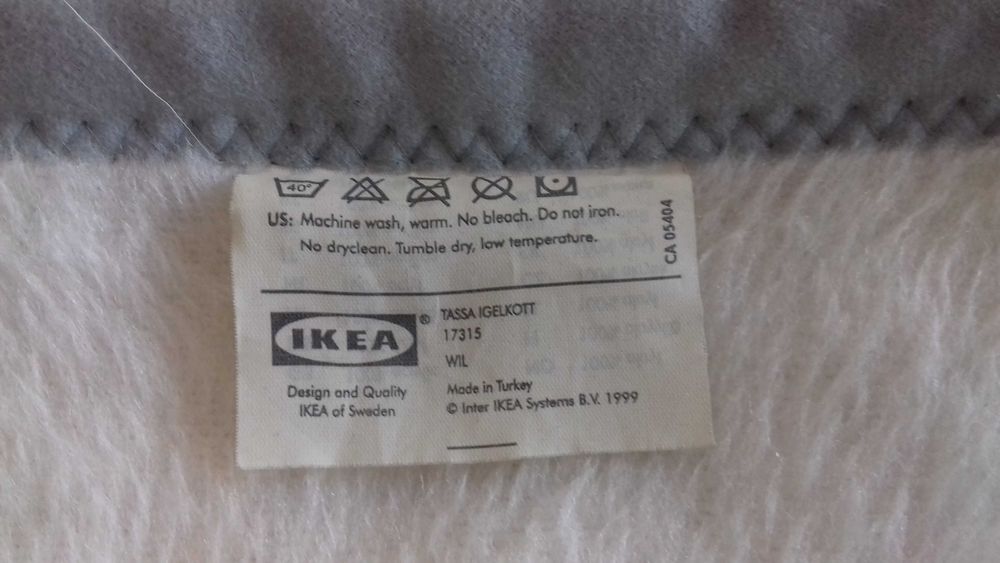 40°
US: Machine wash, warm. No bleach. Do not iron.
No dryclean. Tumble dry, low temperature.
CA 05404
IKEA®
Design and Quality
IKEA of Sweden
TASSA IGELKOTT
17315
WIL
Made in Turkey
© Inter IKEA Systems B.V. 1999